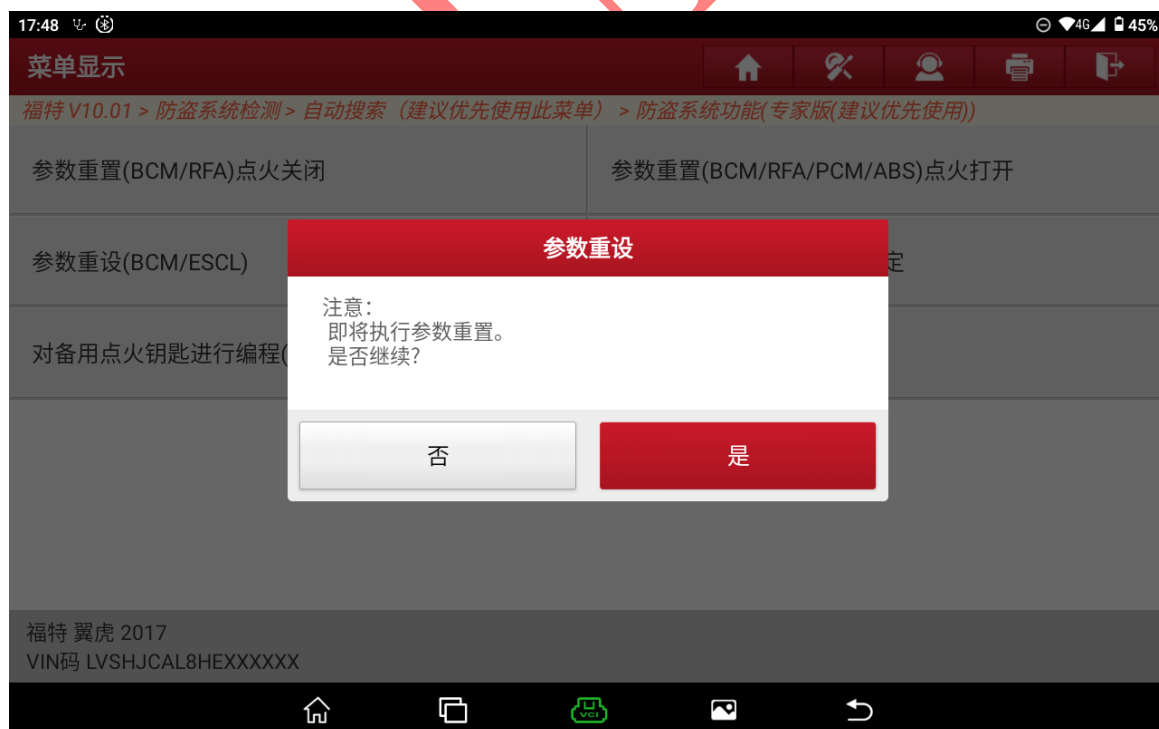 17:48
4G 45%
菜单显示
福特 V10.01 > 防盗系统检测 > 自动搜索（建议优先使用此菜单） > 防盗系统功能(专家版(建议优先使用))
参数重置(BCM/RFA)点火关闭
参数重置(BCM/RFA/PCM/ABS)点火打开
参数重设(BCM/ESCL)
定
对备用点火钥匙进行编程(
参数重设
注意：
即将执行参数重置。
是否继续?
否
是
福特 翼虎 2017
VIN码 LVSHJCAL8HEXXXXXX
VCI